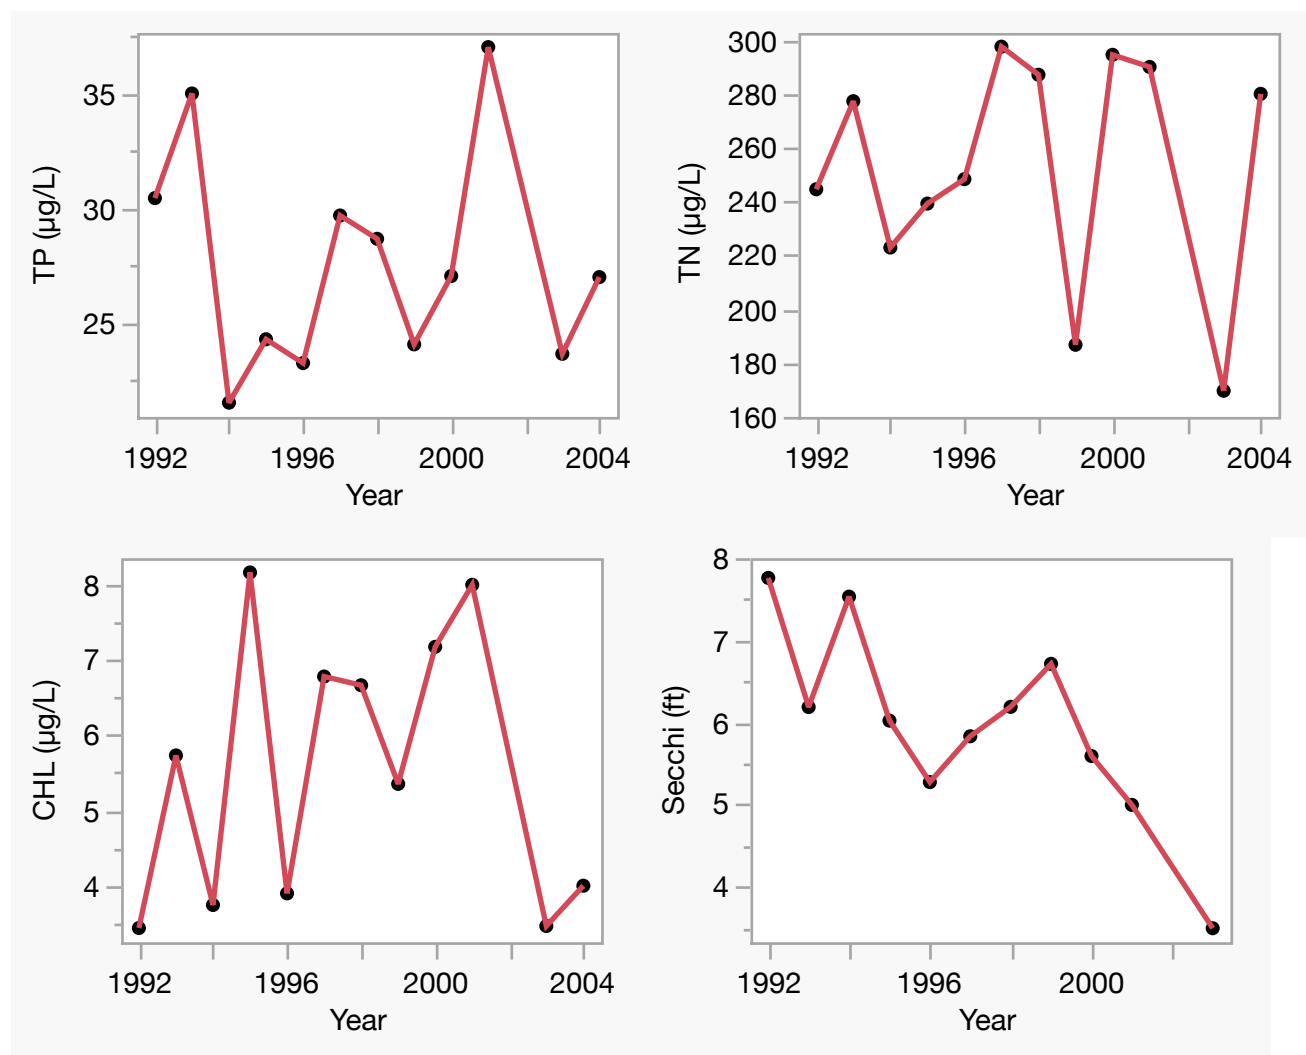 TP (µg/L)
35
30
25
1992 1996 2000 2004
Year
TN (µg/L)
300
280
260
240
220
200
180
160
1992 1996 2000 2004
Year
CHL (µg/L)
8
7
6
5
4
1992 1996 2000 2004
Year
Secchi (ft)
8
7
6
5
4
1992 1996 2000
Year